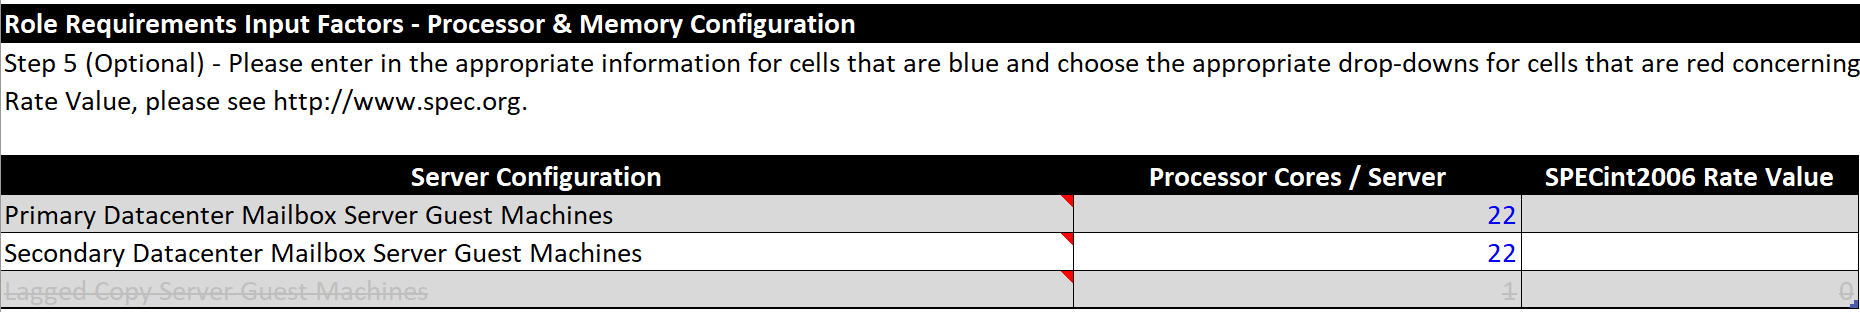 Role Requirements Input Factors - Processor & Memory Configuration
Step 5 (Optional) - Please enter in the appropriate information for cells that are blue and choose the appropriate drop-downs for cells that are red concerning
Rate Value, please see http://www.spec.org.
Server Configuration Processor Cores / Server SPECint2006 Rate Value
Primary Datacenter Mailbox Server Guest Machines 22
Secondary Datacenter Mailbox Server Guest Machines 22
Lagged Copy Server Guest Machines 1 0